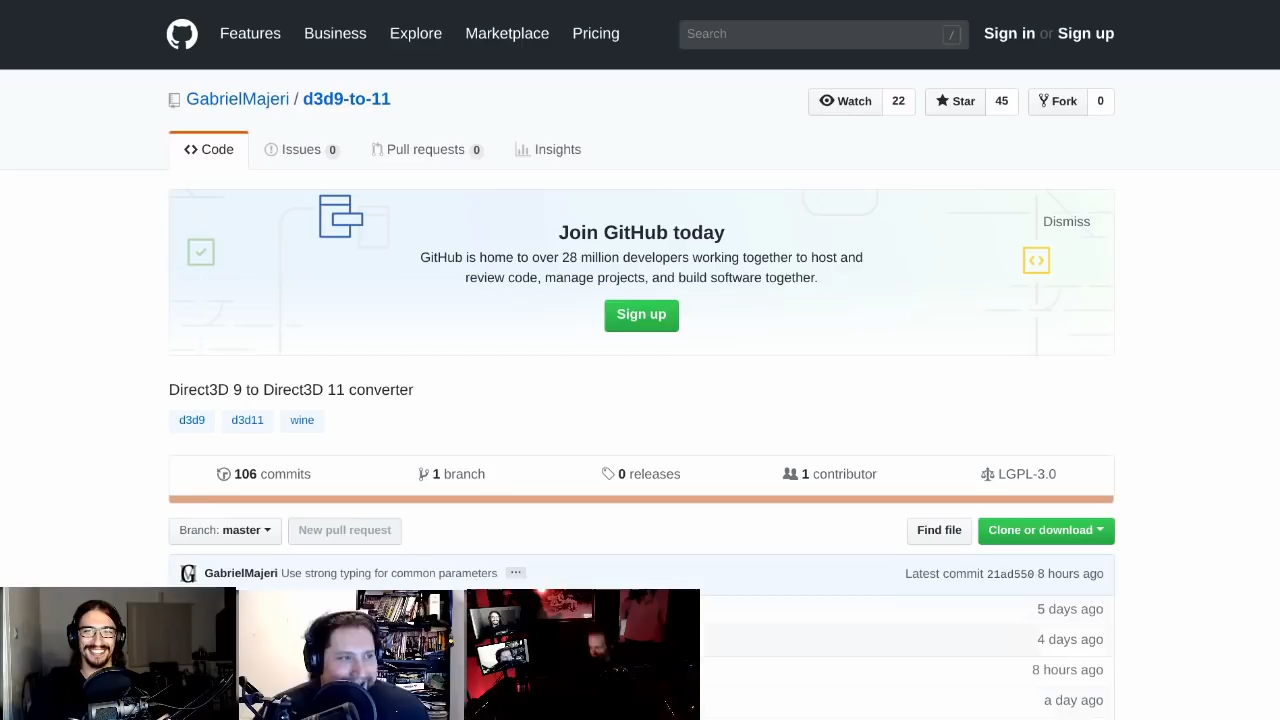 Features Business Explore Marketplace Pricing Search / Sign in or Sign up
GabrielMajeri / d3d9-to-11 Watch 22 Star 45 Fork 0
Code Issues 0 Pull requests 0 Insights
Join GitHub today
Dismiss
GitHub is home to over 28 million developers working together to host and
review code, manage projects, and build software together.
Sign up
Direct3D 9 to Direct3D 11 converter
d3d9 d3d11 wine
106 commits 1 branch 0 releases 1 contributor LGPL-3.0
Branch: master New pull request Find file Clone or download
GabrielMajeri Use strong typing for common parameters ... Latest commit 21ad550 8 hours ago
5 days ago
4 days ago
8 hours ago
a day ago